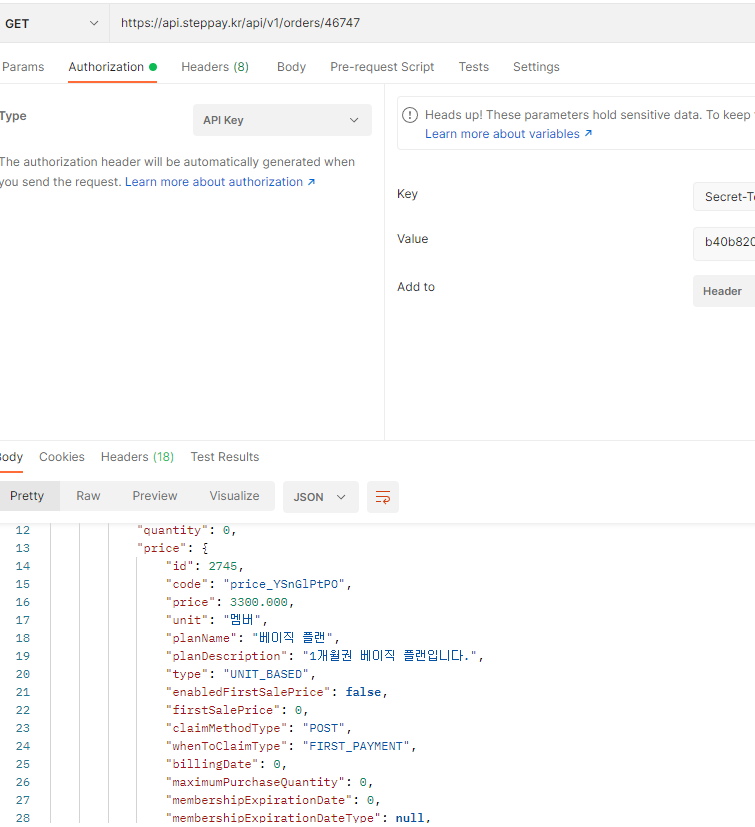 GET https://api.steppay.kr/api/v1/orders/46747
Params Authorization Headers (8) Body Pre-request Script Tests Settings
Type
API Key
The authorization header will be automatically generated when
you send the request. Learn more about authorization ↗
Heads up! These parameters hold sensitive data. To keep
Learn more about variables ↗
Key
Secret-T
Value
b40b820
Add to
Header
Body Cookies Headers (18) Test Results
Pretty Raw Preview Visualize JSON
12 "quantity": 0,
13 "price": {
14 "id": 2745,
15 "code": "price_YSnGlPtPO",
16 "price": 3300.000,
17 "unit": "멤버",
18 "planName": "베이직 플랜",
19 "planDescription": "1개월권 베이직 플랜입니다.",
20 "type": "UNIT_BASED",
21 "enabledFirstSalePrice": false,
22 "firstSalePrice": 0,
23 "claimMethodType": "POST",
24 "whenToClaimType": "FIRST_PAYMENT",
25 "billingDate": 0,
26 "maximumPurchaseQuantity": 0,
27 "membershipExpirationDate": 0,
28 "membershipExpirationDateType": null,